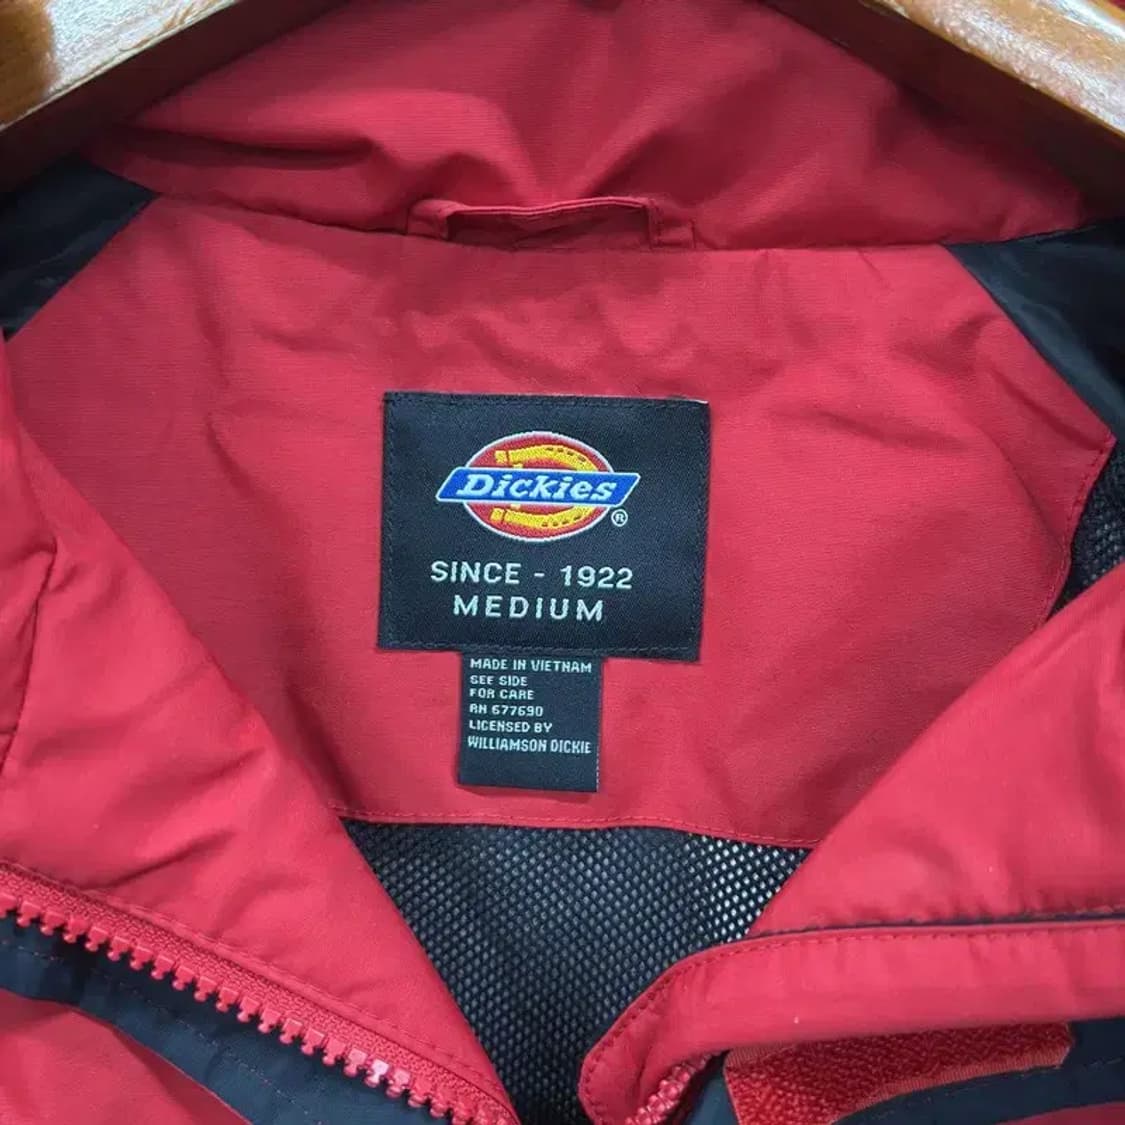 Dickies®
SINCE - 1922
MEDIUM
MADE IN VIETNAM
SEE SIDE
FOR CARE
RN 677690
LICENSED BY
WILLIAMSON DICKIE